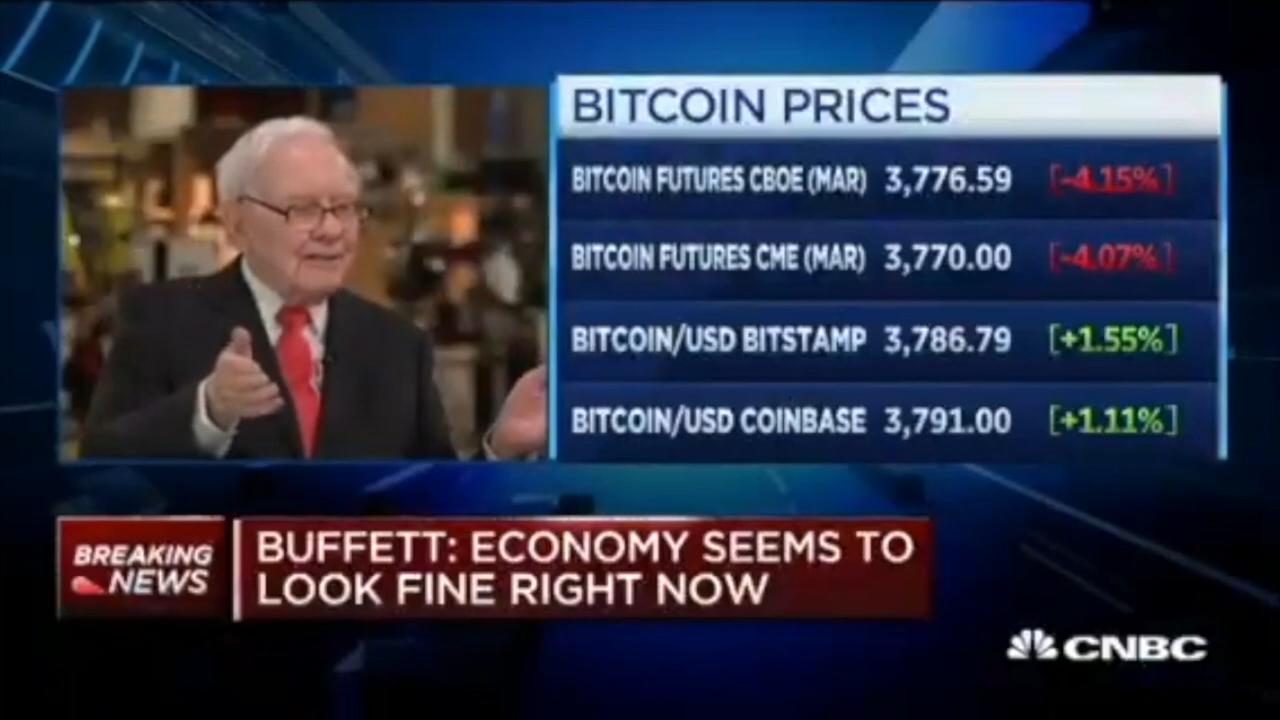 BITCOIN PRICES
BITCOIN FUTURES CBOE (MAR) 3,776.59 [-4.15%]
BITCOIN FUTURES CME (MAR) 3,770.00 [-4.07%]
BITCOIN/USD BITSTAMP 3,786.79 [+1.55%]
BITCOIN/USD COINBASE 3,791.00 [+1.11%]
BREAKING
NEWS
BUFFETT: ECONOMY SEEMS TO
LOOK FINE RIGHT NOW
CNBC